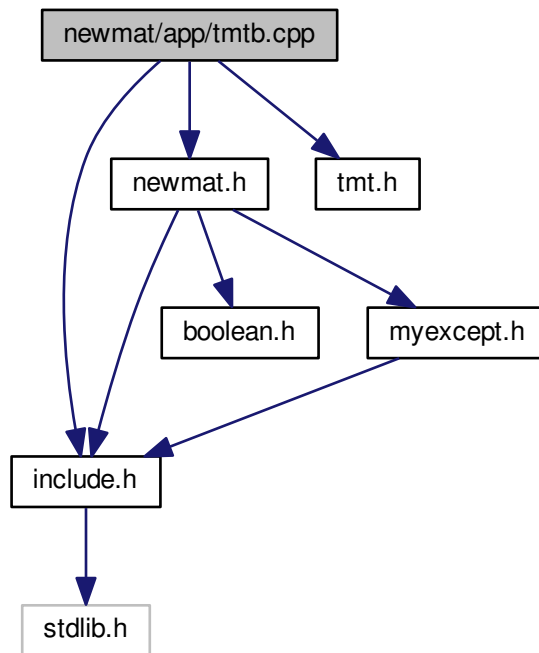 newmat/app/tmtb.cpp
newmat.h
tmt.h
boolean.h
myexcept.h
include.h
stdlib.h